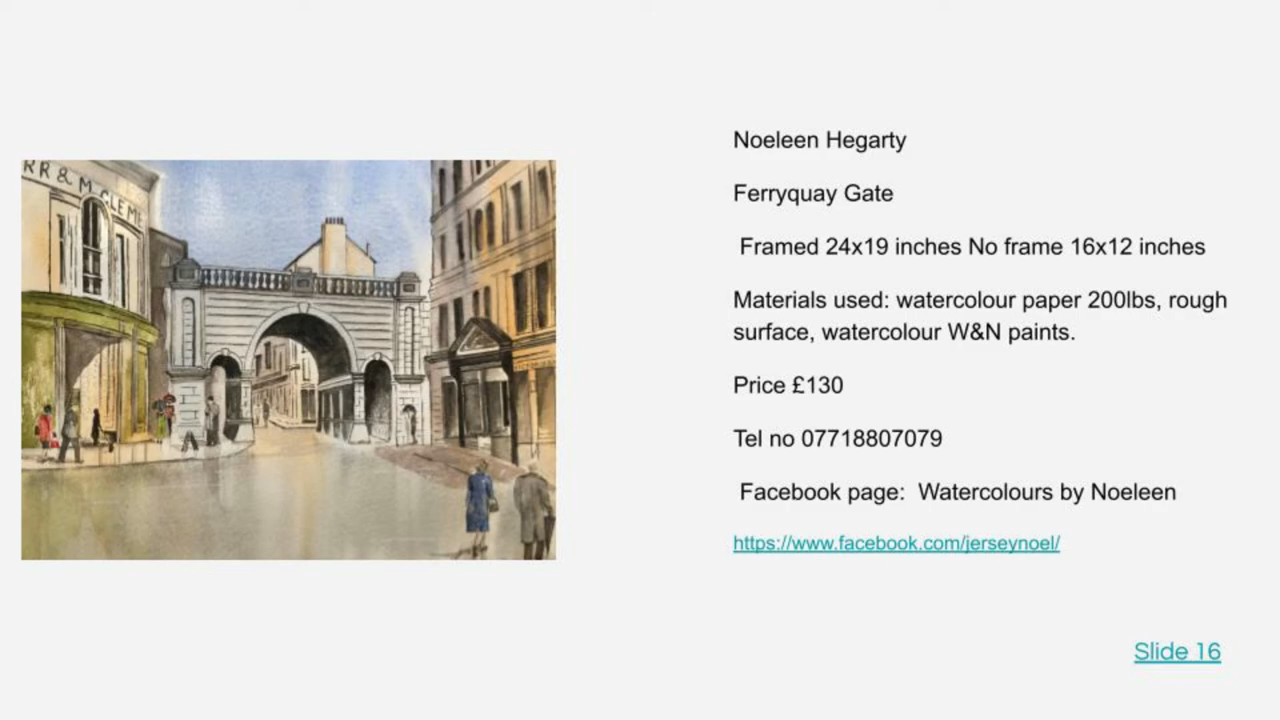 RR & McCLEM
Noeleen Hegarty
Ferryquay Gate
Framed 24x19 inches No frame 16x12 inches
Materials used: watercolour paper 200lbs, rough
surface, watercolour W&N paints.
Price £130
Tel no 07718807079
Facebook page:  Watercolours by Noeleen
https://www.facebook.com/jerseynoel/
Slide 16